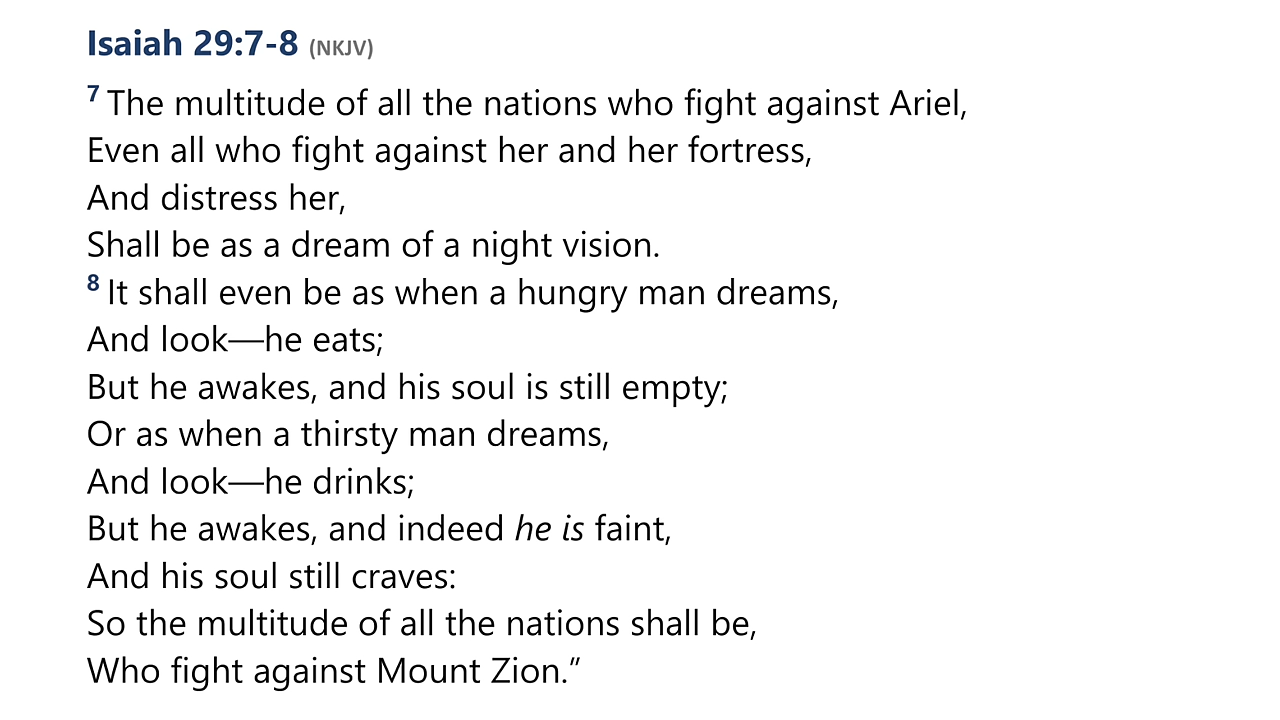 Isaiah 29:7-8 (NKJV)
7 The multitude of all the nations who fight against Ariel,
Even all who fight against her and her fortress,
And distress her,
Shall be as a dream of a night vision.
8 It shall even be as when a hungry man dreams,
And look—he eats;
But he awakes, and his soul is still empty;
Or as when a thirsty man dreams,
And look—he drinks;
But he awakes, and indeed he is faint,
And his soul still craves:
So the multitude of all the nations shall be,
Who fight against Mount Zion.”